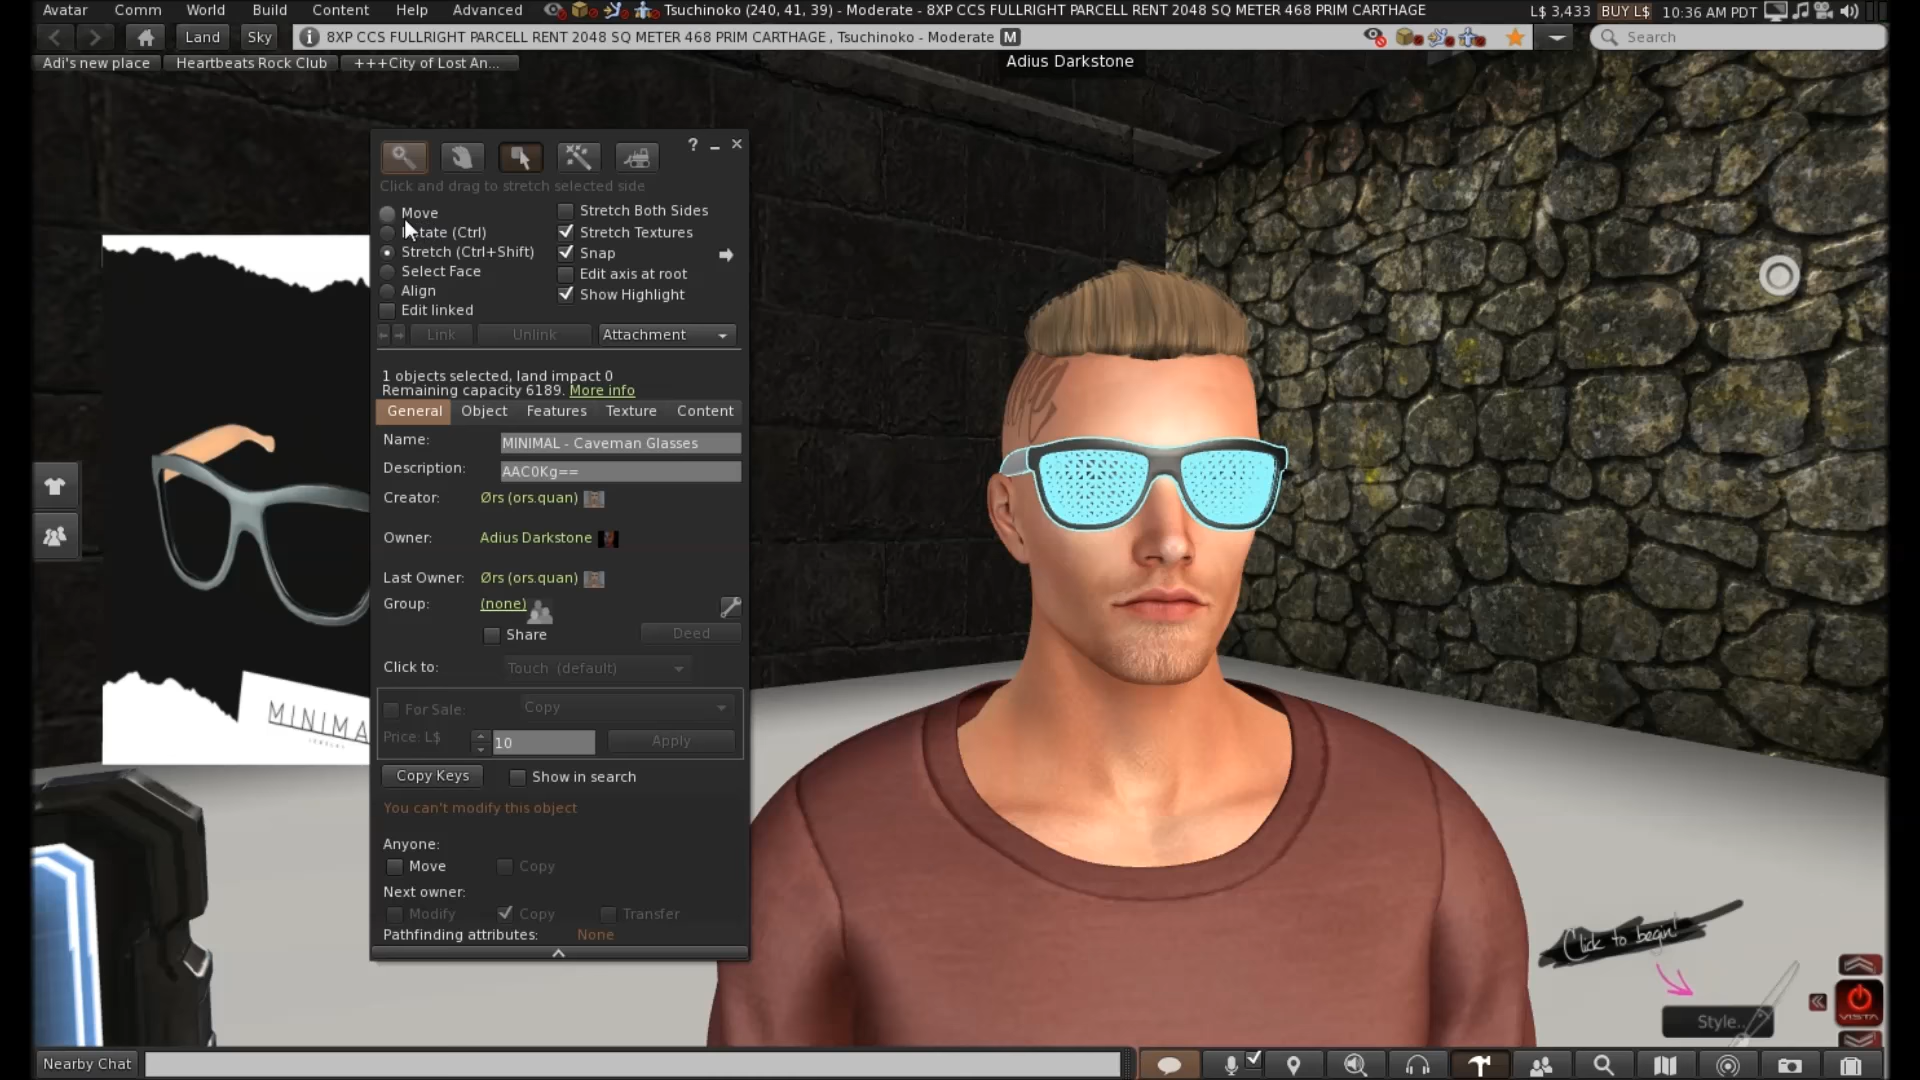 Avatar Comm World Build Content Help Advanced Tsuchinoko (240, 41, 39) - Moderate - 8XP CCS FULLRIGHT PARCELL RENT 2048 SQ METER 468 PRIM CARTHAGE L$ 3,433 BUY L$ 10:36 AM PDT
Land Sky 8XP CCS FULLRIGHT PARCELL RENT 2048 SQ METER 468 PRIM CARTHAGE , Tsuchinoko - Moderate M Search
Adi's new place Heartbeats Rock Club +++City of Lost An...
Adius Darkstone
?
Click and drag to stretch selected side
Move Stretch Both Sides
(Ctrl) Stretch Textures
Stretch (Ctrl+Shift) Snap
Select Face Edit axis at root
Align Show Highlight
Edit linked
Link Unlink Attachment
1 objects selected, land impact 0
Remaining capacity 6189. More info
General Object Features Texture Content
Name: MINIMAL - Caveman Glasses
Description: AAC0Kg==
Creator: Ørs (ors.quan)
Owner: Adius Darkstone
Last Owner: Ørs (ors.quan)
Group: (none)
Share Deed
Click to: Touch (default)
For Sale: Copy
Price: L$ 10 Apply
Copy Keys Show in search
You can't modify this object
Anyone:
Move Copy
Next owner:
Modify Copy Transfer
Pathfinding attributes: None
Click to begin!
Style..
VISTA
Nearby Chat